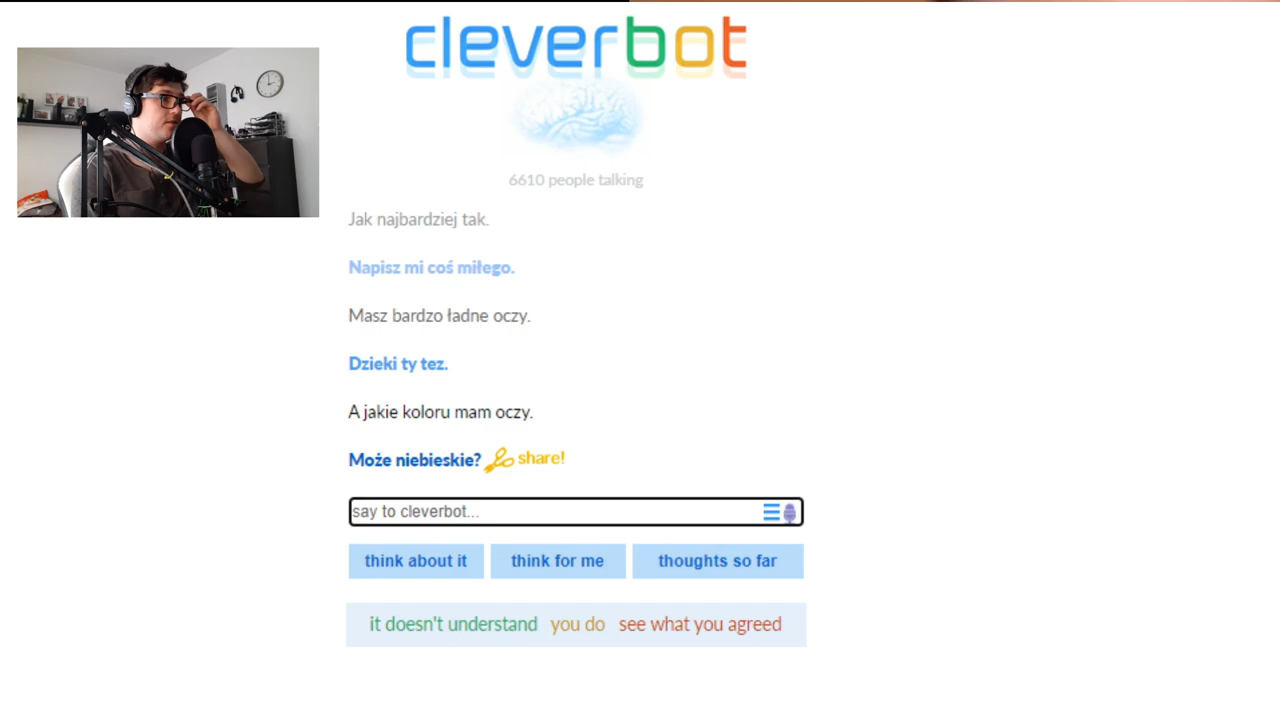 cleverbot
6610 people talking
Jak najbardziej tak.
Napisz mi coś miłego.
Masz bardzo ładne oczy.
Dzieki ty tez.
A jakie koloru mam oczy.
Może niebieskie? share!
say to cleverbot...
think about it think for me thoughts so far
it doesn't understand you do see what you agreed